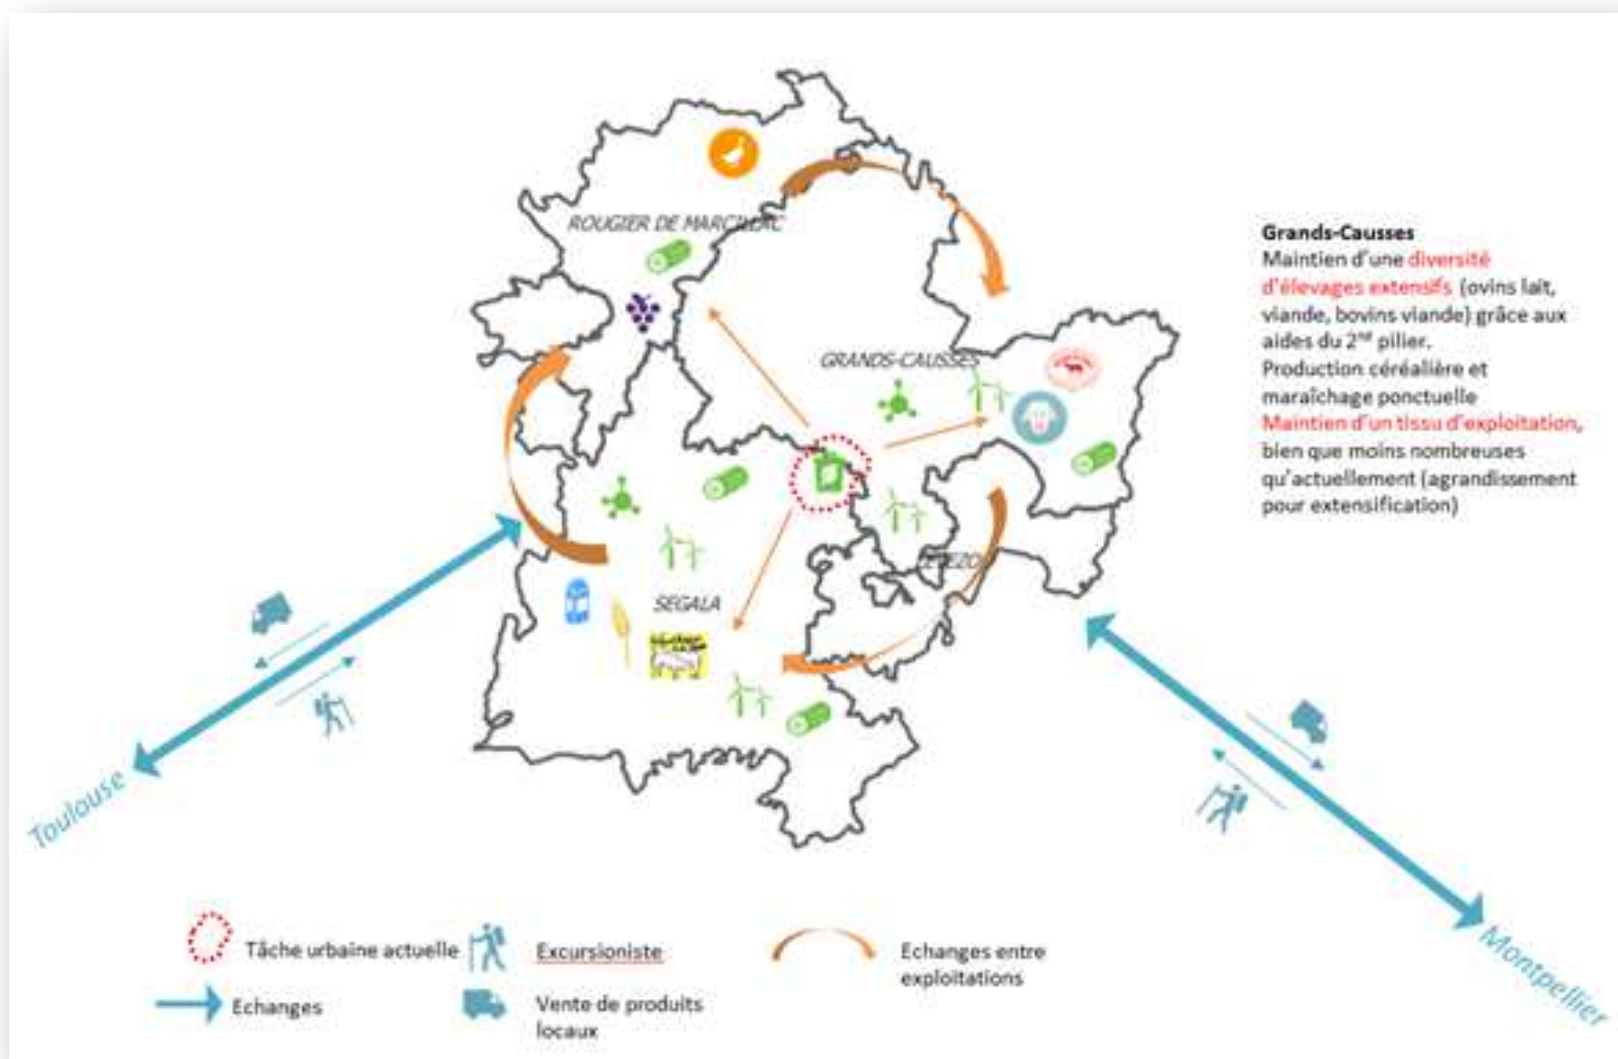 ROUGIER DE MARCILLAC
GRANDS-CAUSSES
SEGALA
Grands-Causses
Maintien d'une diversité
d'élevages extensifs (ovins lait,
viande, bovins viande) grâce aux
aides du 2nd pilier.
Production céréalière et
maraîchage ponctuelle
Maintien d'un tissu d'exploitation,
bien que moins nombreuses
qu'actuellement (agrandissement
pour extensification)
Toulouse
Montpellier
Tâche urbaine actuelle
Excursioniste
Echanges entre
exploitations
Echanges
Vente de produits
locaux